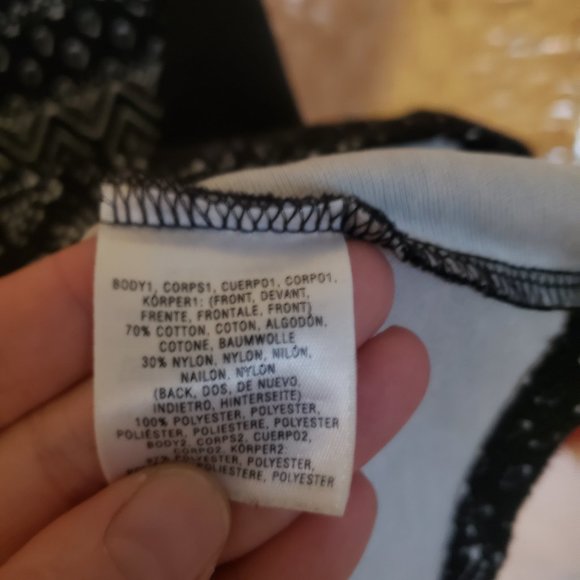 BODY1, CORPS1, CUERPO1, CORPO1,
KÖRPER1: (FRONT, DEVANT,
FRENTE, FRONTALE, FRONT)
70% COTTON, COTON, ALGODÓN,
COTONE, BAUMWOLLE
30% NYLON, NYLON, NILÓN,
NAILON, NYLON
(BACK, DOS, DE NUEVO,
INDIETRO, HINTERSEITE)
100% POLYESTER, POLYESTER,
POLIÉSTER, POLIESTERE, POLYESTER
BODY2, CORPS2, CUERPO2,
CORPO2, KÖRPER2
POLYESTER, POLYESTER,
POLIESTERE, POLYESTER